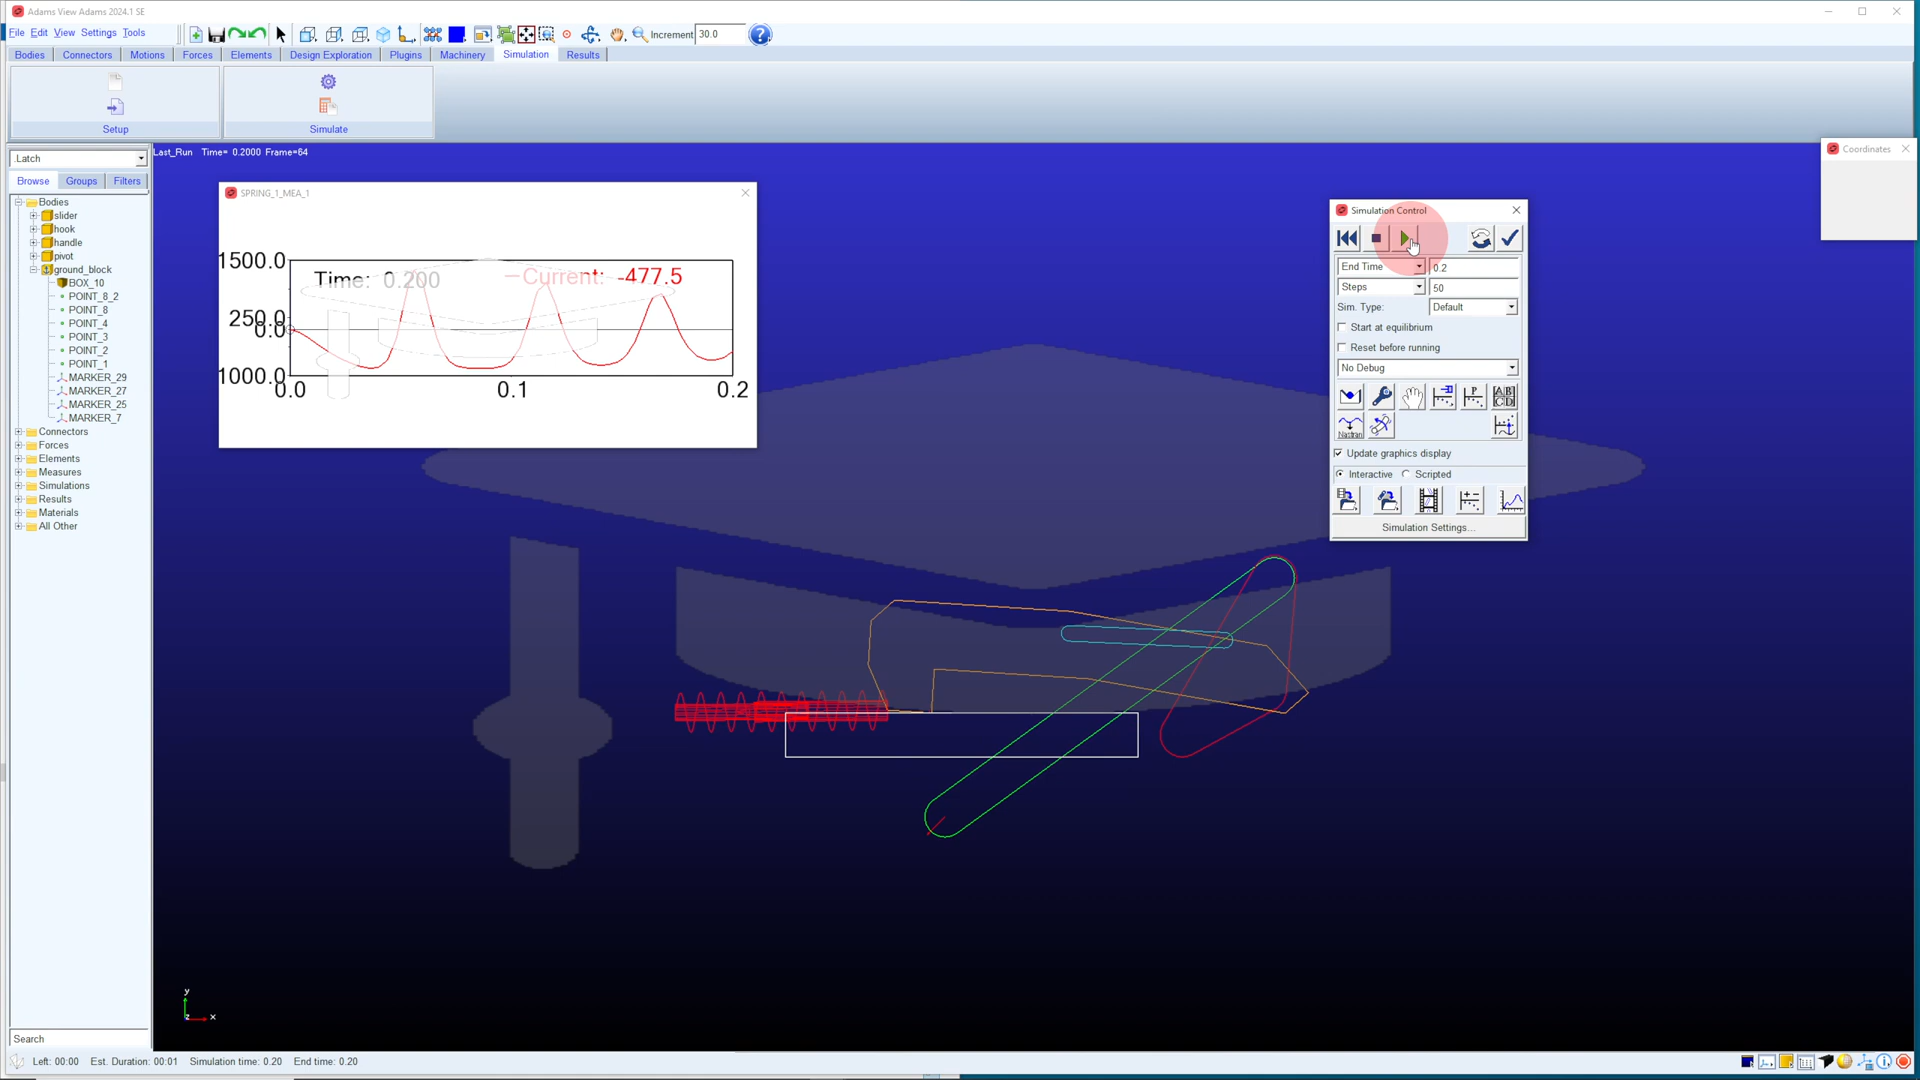 Adams View Adams 2024.1 SE
File Edit View Settings Tools
Increment 30.0
Bodies Connectors Motions Forces Elements Design Exploration Plugins Machinery Simulation Results
Setup Simulate
.Latch
Browse Groups Filters
Bodies
slider
hook
handle
pivot
ground_block
BOX_10
POINT_8_2
POINT_8
POINT_4
POINT_3
POINT_2
POINT_1
MARKER_29
MARKER_27
MARKER_25
MARKER_7
Connectors
Forces
Elements
Measures
Simulations
Results
Materials
All Other
Search
Last_Run Time= 0.2000 Frame=64
SPRING_1_MEA_1
1500.0
Time: 0.200 Current: -477.5
250.0
0.0
1000.0
0.0 0.1 0.2
Simulation Control
End Time 0.2
Steps 50
Sim. Type: Default
Start at equilibrium
Reset before running
No Debug
P
A B
C D
Nastran
Update graphics display
Interactive Scripted
Simulation Settings...
Coordinates
y
z x
Left: 00:00 Est. Duration: 00:01 Simulation time: 0.20 End time: 0.20